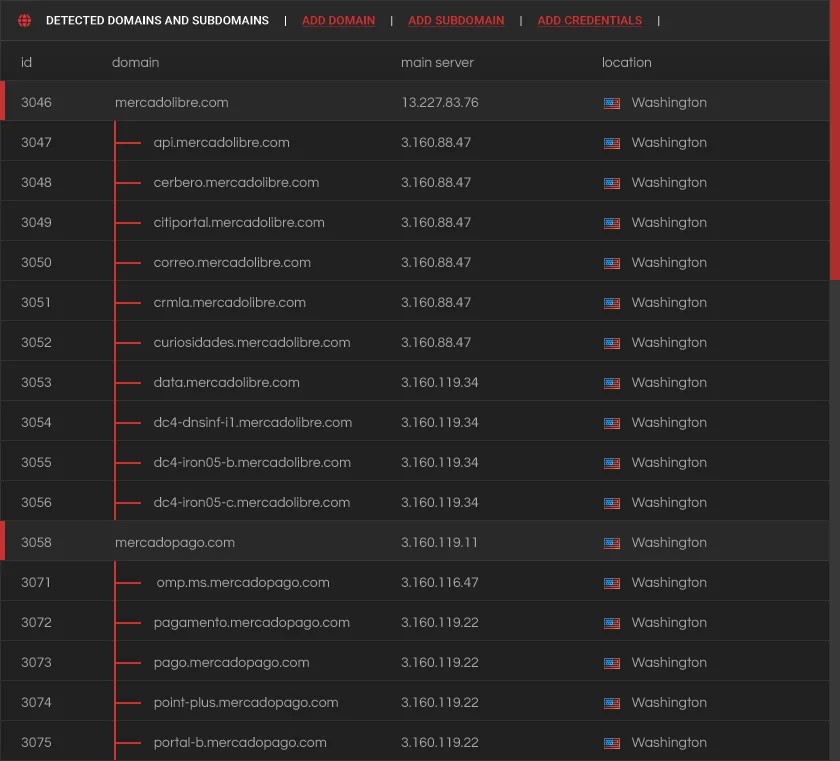 DETECTED DOMAINS AND SUBDOMAINS | ADD DOMAIN | ADD SUBDOMAIN | ADD CREDENTIALS |
id domain main server location
3046 mercadolibre.com 13.227.83.76 Washington
3047 api.mercadolibre.com 3.160.88.47 Washington
3048 cerbero.mercadolibre.com 3.160.88.47 Washington
3049 citiportal.mercadolibre.com 3.160.88.47 Washington
3050 correo.mercadolibre.com 3.160.88.47 Washington
3051 crmla.mercadolibre.com 3.160.88.47 Washington
3052 curiosidades.mercadolibre.com 3.160.88.47 Washington
3053 data.mercadolibre.com 3.160.119.34 Washington
3054 dc4-dnsinf-i1.mercadolibre.com 3.160.119.34 Washington
3055 dc4-iron05-b.mercadolibre.com 3.160.119.34 Washington
3056 dc4-iron05-c.mercadolibre.com 3.160.119.34 Washington
3058 mercadopago.com 3.160.119.11 Washington
3071 omp.ms.mercadopago.com 3.160.116.47 Washington
3072 pagamento.mercadopago.com 3.160.119.22 Washington
3073 pago.mercadopago.com 3.160.119.22 Washington
3074 point-plus.mercadopago.com 3.160.119.22 Washington
3075 portal-b.mercadopago.com 3.160.119.22 Washington